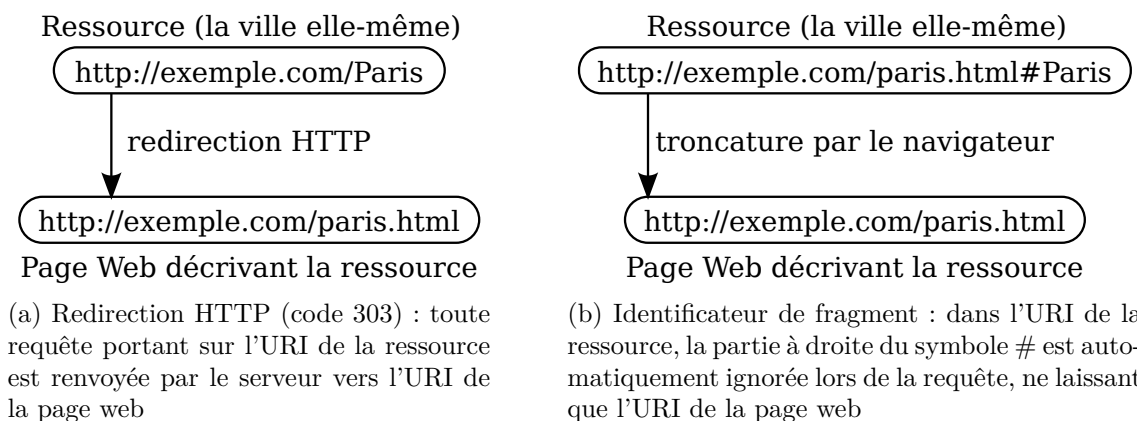 Ressource (la ville elle-même)
http://exemple.com/Paris
redirection HTTP
http://exemple.com/paris.html
Page Web décrivant la ressource
(a) Redirection HTTP (code 303) : toute
requête portant sur l'URI de la ressource
est renvoyée par le serveur vers l'URI de
la page web
Ressource (la ville elle-même)
http://exemple.com/paris.html#Paris
troncature par le navigateur
http://exemple.com/paris.html
Page Web décrivant la ressource
(b) Identificateur de fragment : dans l'URI de la
ressource, la partie à droite du symbole # est auto-
matiquement ignorée lors de la requête, ne laissant
que l'URI de la page web